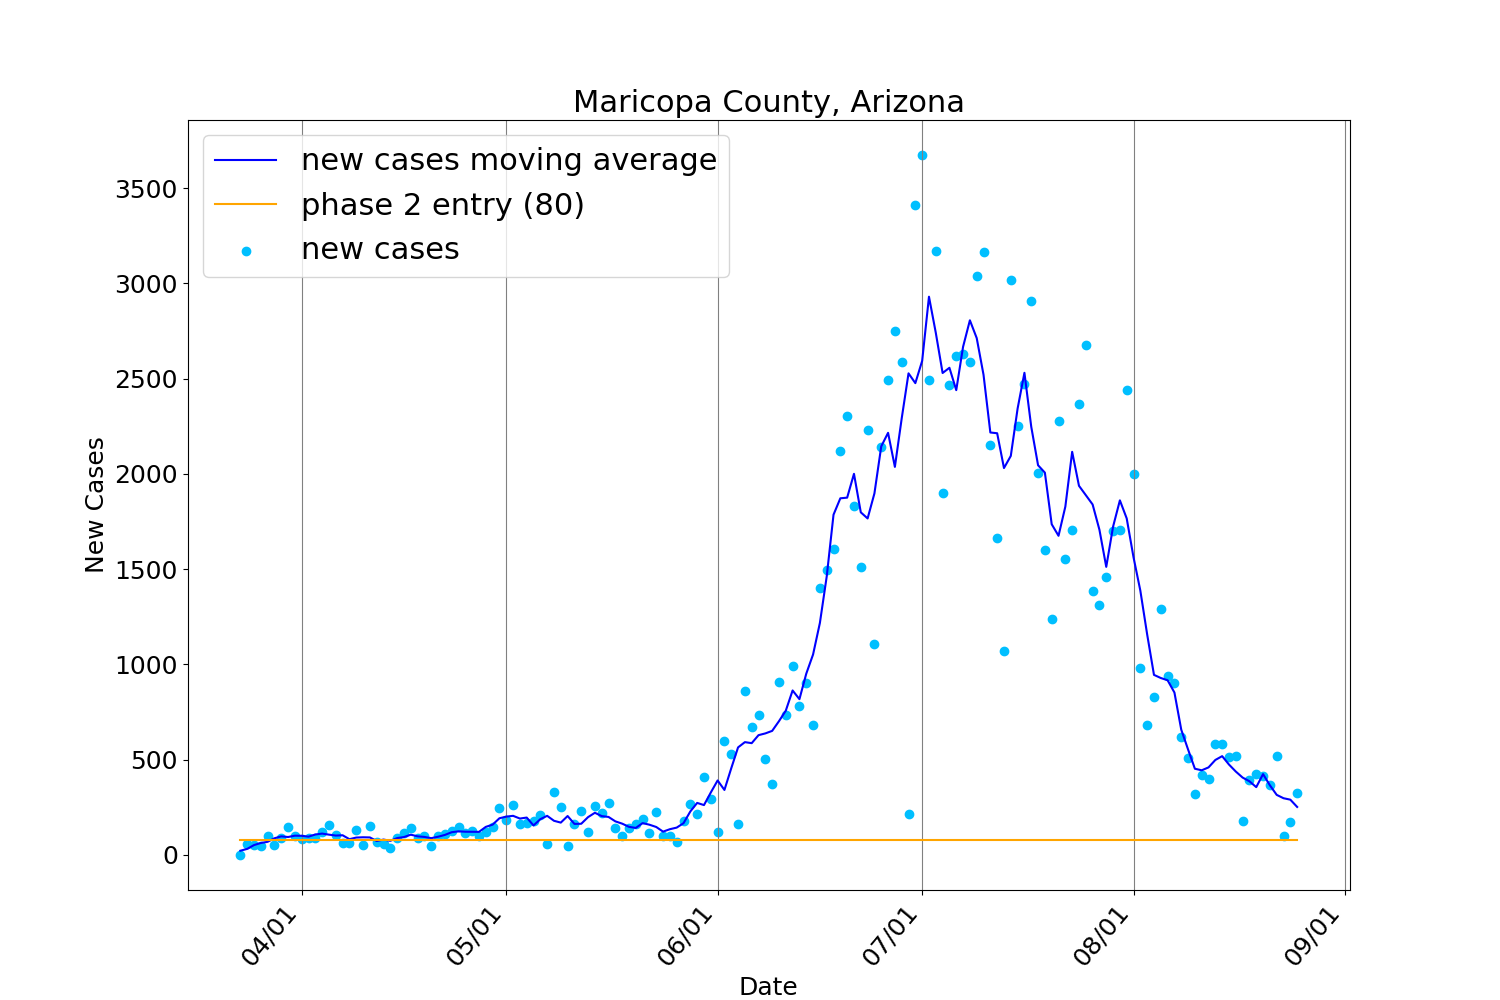 Maricopa County, Arizona
new cases moving average
phase 2 entry (80)
new cases
3500
3000
2500
2000
1500
1000
500
0
New Cases
04/01
05/01
06/01
07/01
08/01
09/01
Date